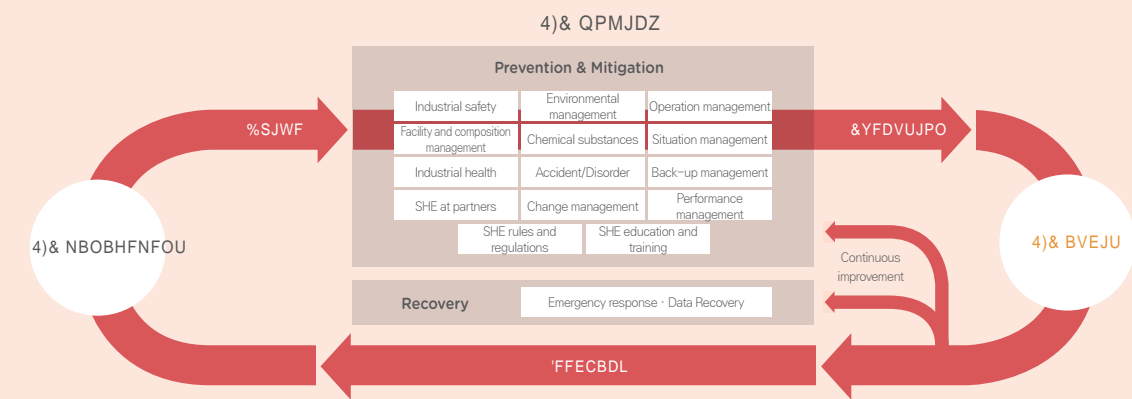 4)& QPMJDZ
Prevention & Mitigation
Industrial safety
Environmental
management
Operation management
%SJWF
&YFDVUJPO
Facility and composition
management
Chemical substances
Situation management
Industrial health
Accident/Disorder
Back-up management
SHE at partners
Change management
Performance
management
SHE rules and
regulations
SHE education and
training
4)& NBOBHFNFOU
4)& BVEJU
Continuous
improvement
Recovery
Emergency response · Data Recovery
'FFECBDL